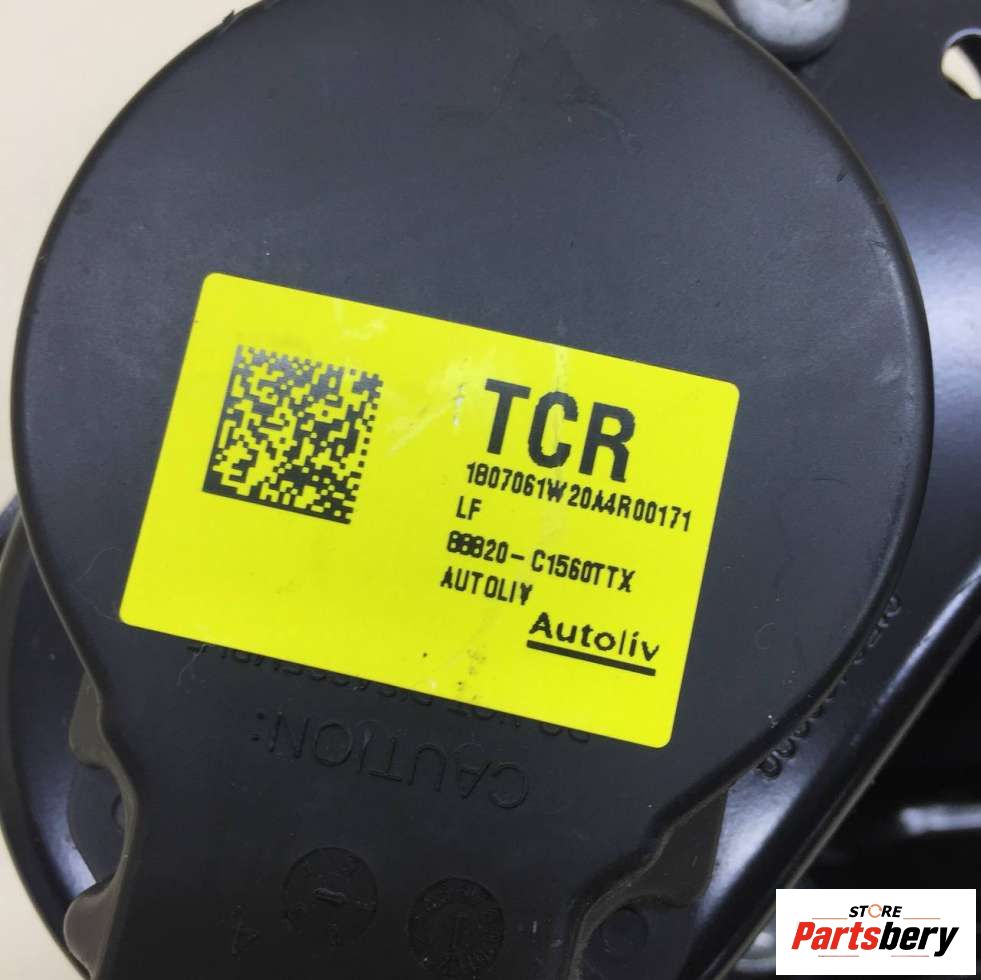 TCR
1807061W20A4R00171
LF
88820-C1560TTX
AUTOLIV
Autoliv
CAUTION:
STORE
Partsbery